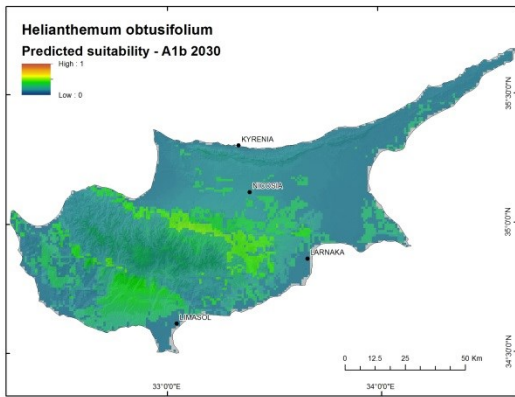 Helianthemum obtusifolium
Predicted suitability - A1b 2030
High : 1
Low : 0
KYRENIA
NICOSIA
LARNAKA
LIMASOL
35°30'0"N
35°0'0"N
34°30'0"N
0 12.5 25 50 Km
33°0'0"E 34°0'0"E